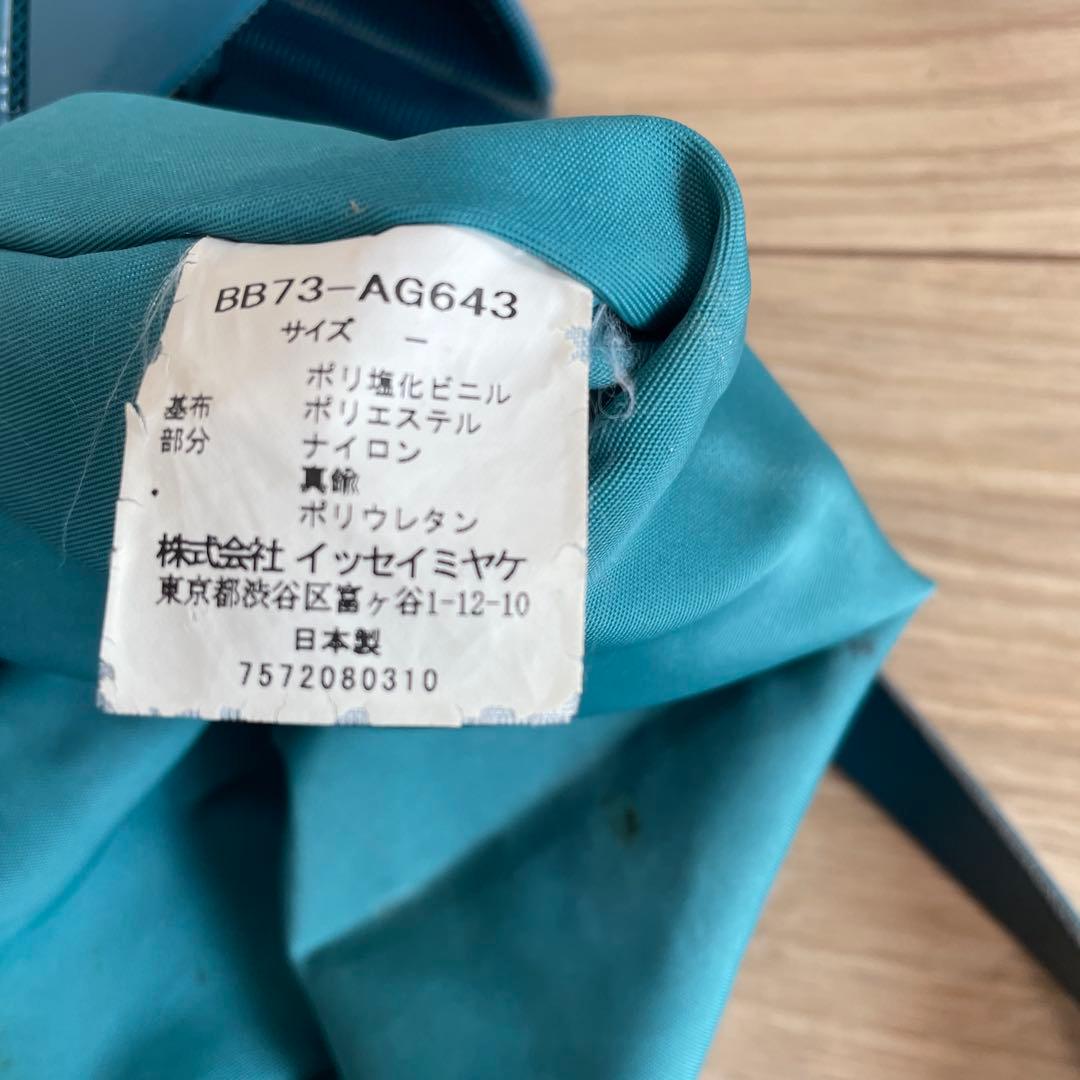 BB73-AG643
サイズ −
ポリ塩化ビニル
基布 ポリエステル
部分 ナイロン
真鍮
ポリウレタン
株式会社 イッセイミヤケ
東京都渋谷区富ヶ谷1-12-10
日本製
7572080310